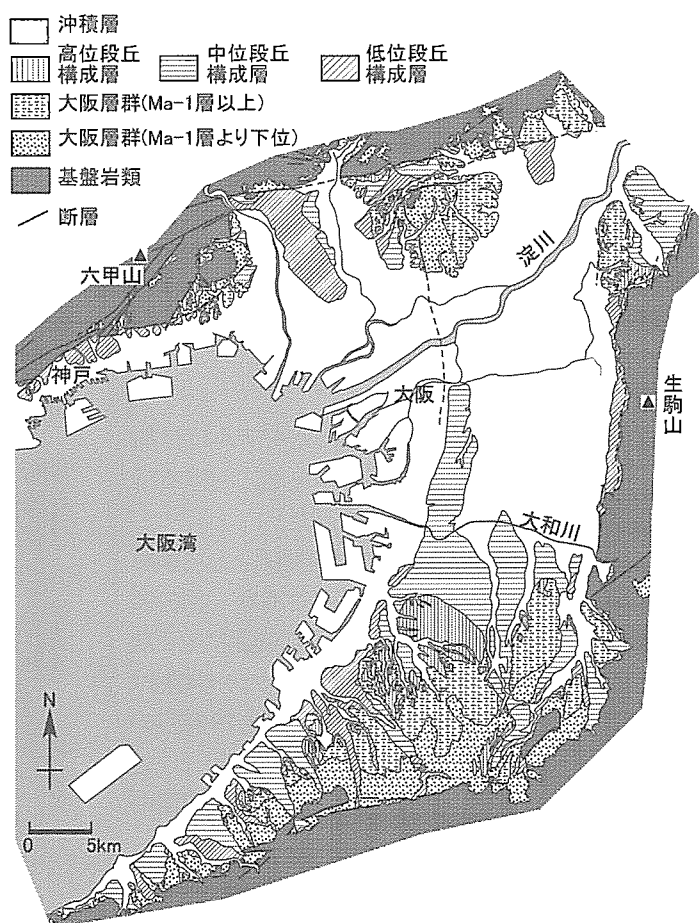 沖積層
高位段丘
構成層
中位段丘
構成層
低位段丘
構成層
大阪層群(Ma-1層以上)
大阪層群(Ma-1層より下位)
基盤岩類
断層
六甲山
淀川
神戸
大阪
生駒山
大和川
大阪湾
N
0 5km